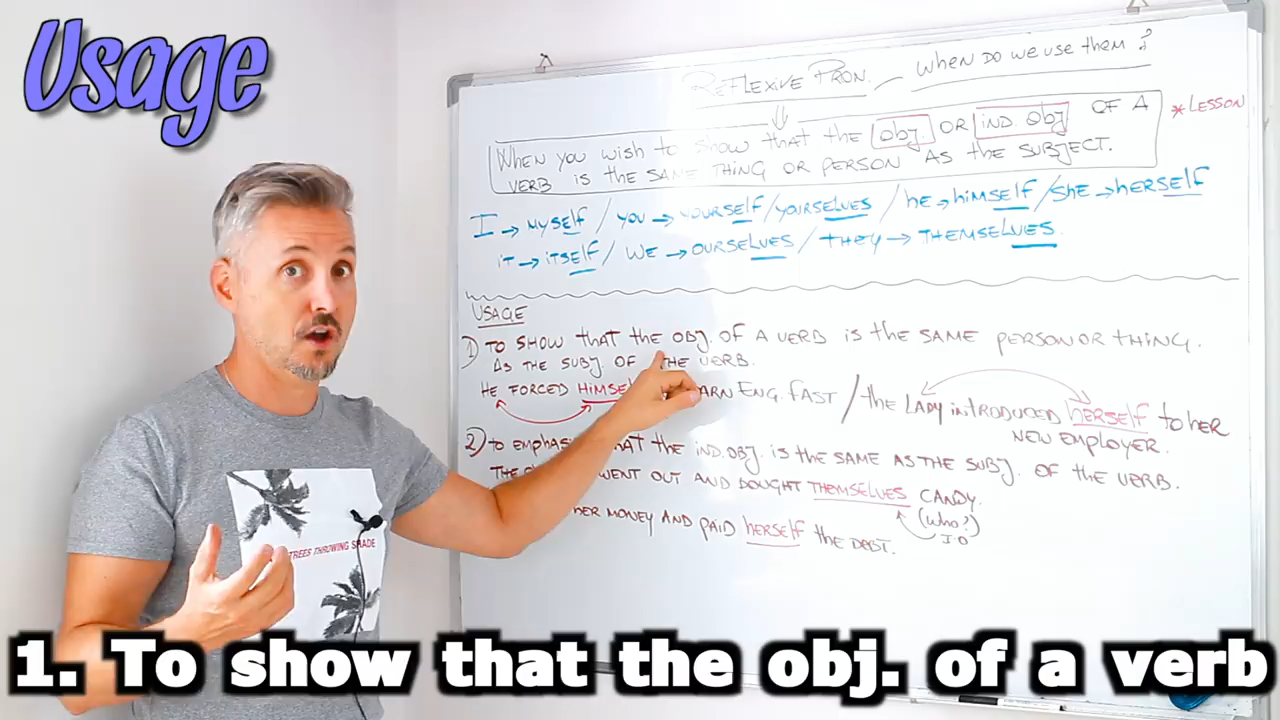 Usage
REFLEXIVE PRON. / WHEN DO WE USE THEM?
WHEN YOU WISH TO SHOW THAT THE OBJ. OR IND. OBJ OF A
VERB IS THE SAME THING OR PERSON AS THE SUBJECT.
* LESSON
I → MYSELF / YOU → YOURSELF/YOURSELVES / HE → HIMSELF / SHE → HERSELF
IT → ITSELF / WE → OURSELVES / THEY → THEMSELVES
USAGE
1) TO SHOW THAT THE OBJ. OF A VERB IS THE SAME PERSON OR THING.
AS THE SUBJ. OF THE VERB.
HE FORCED ENG. FAST / THE LADY INTRODUCED HERSELF TO HER
NEW EMPLOYER.
2) TO THAT THE IND. OBJ. IS THE SAME AS THE SUBJ. OF THE VERB.
THE WENT OUT AND BOUGHT THEMSELVES CANDY.
(WHO?)
I O
HER MONEY AND PAID HERSELF THE DEBT.
TREES THROWING SHADE
1. To show that the obj. of a verb